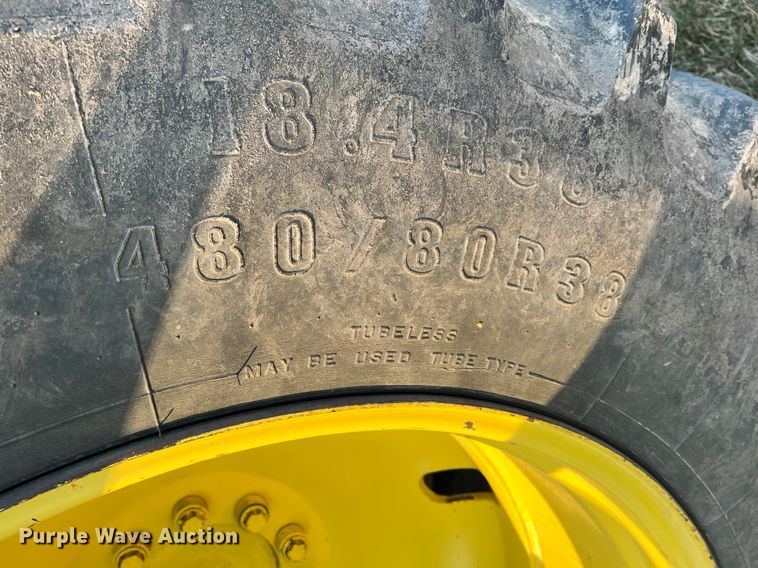 18.4R38
480/80R38
TUBELESS
MAY BE USED TUBE TYPE
Purple Wave Auction